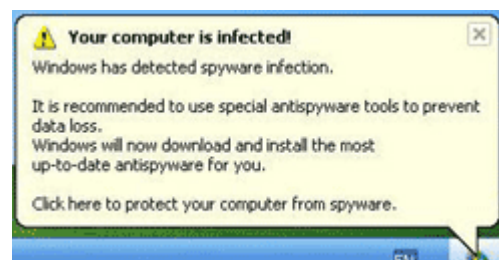 Your computer is infected!
Windows has detected spyware infection.
It is recommended to use special antispyware tools to prevent
data loss.
Windows will now download and install the most
up-to-date antispyware for you.
Click here to protect your computer from spyware.